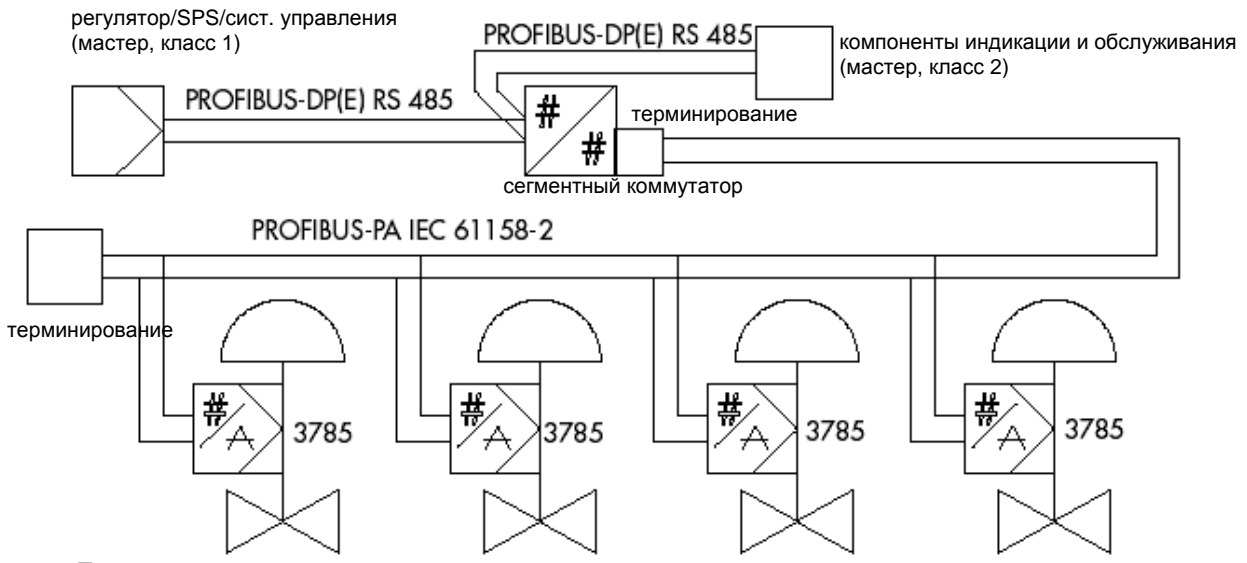 регулятор/SPS/сист. управления
(мастер, класс 1)
PROFIBUS-DP(E) RS 485
компоненты индикации и обслуживания
(мастер, класс 2)
PROFIBUS-DP(E) RS 485
терминирование
сегментный коммутатор
PROFIBUS-PA IEC 61158-2
терминирование
3785
3785
3785
3785